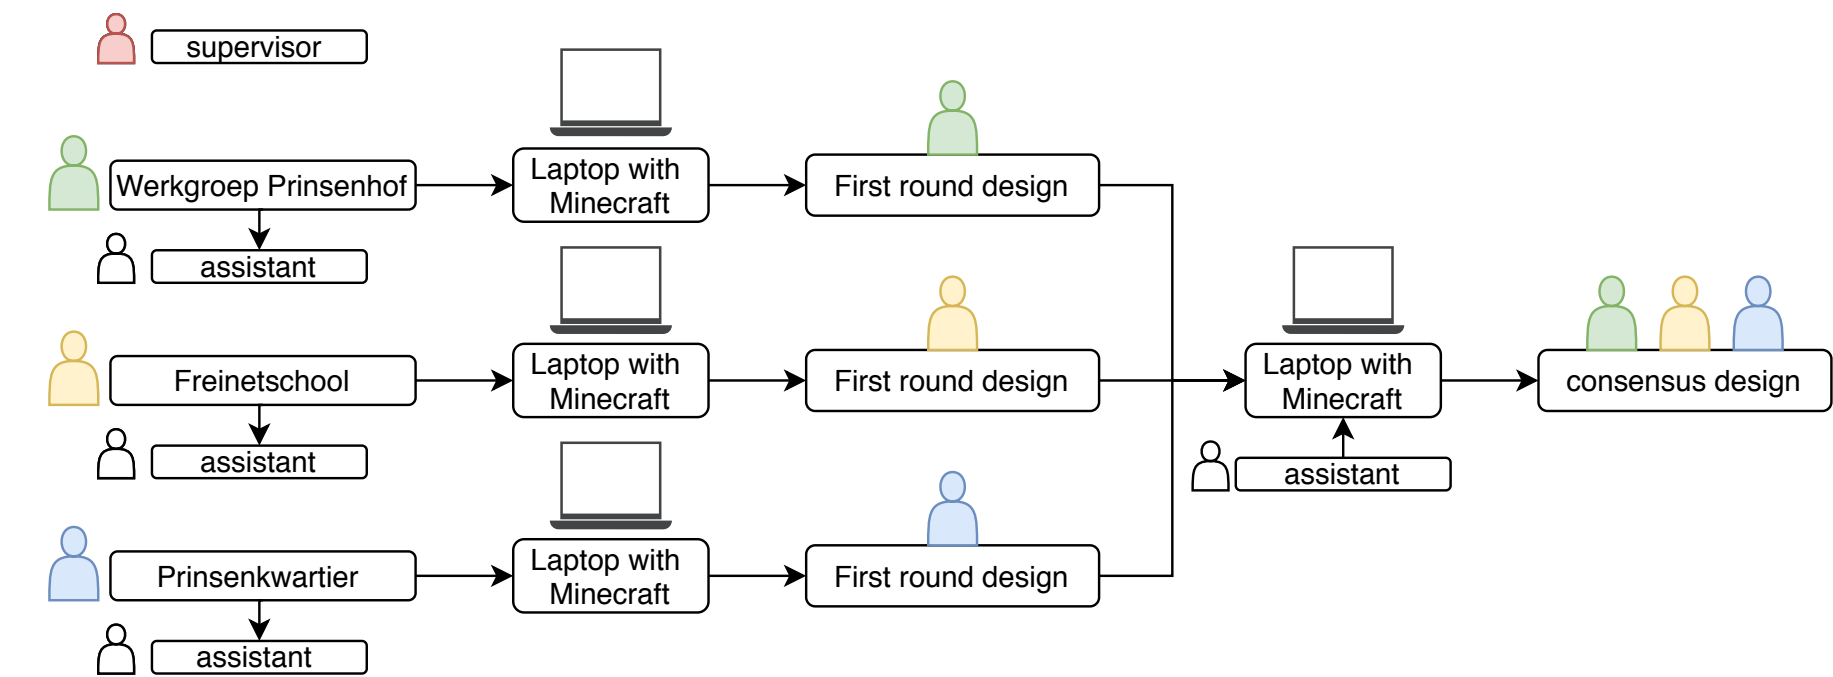 supervisor
Werkgroep Prinsenhof
Laptop with
Minecraft
First round design
assistant
Freinetschool
Laptop with
Minecraft
First round design
Laptop with
Minecraft
consensus design
assistant
assistant
Prinsenkwartier
Laptop with
Minecraft
First round design
assistant